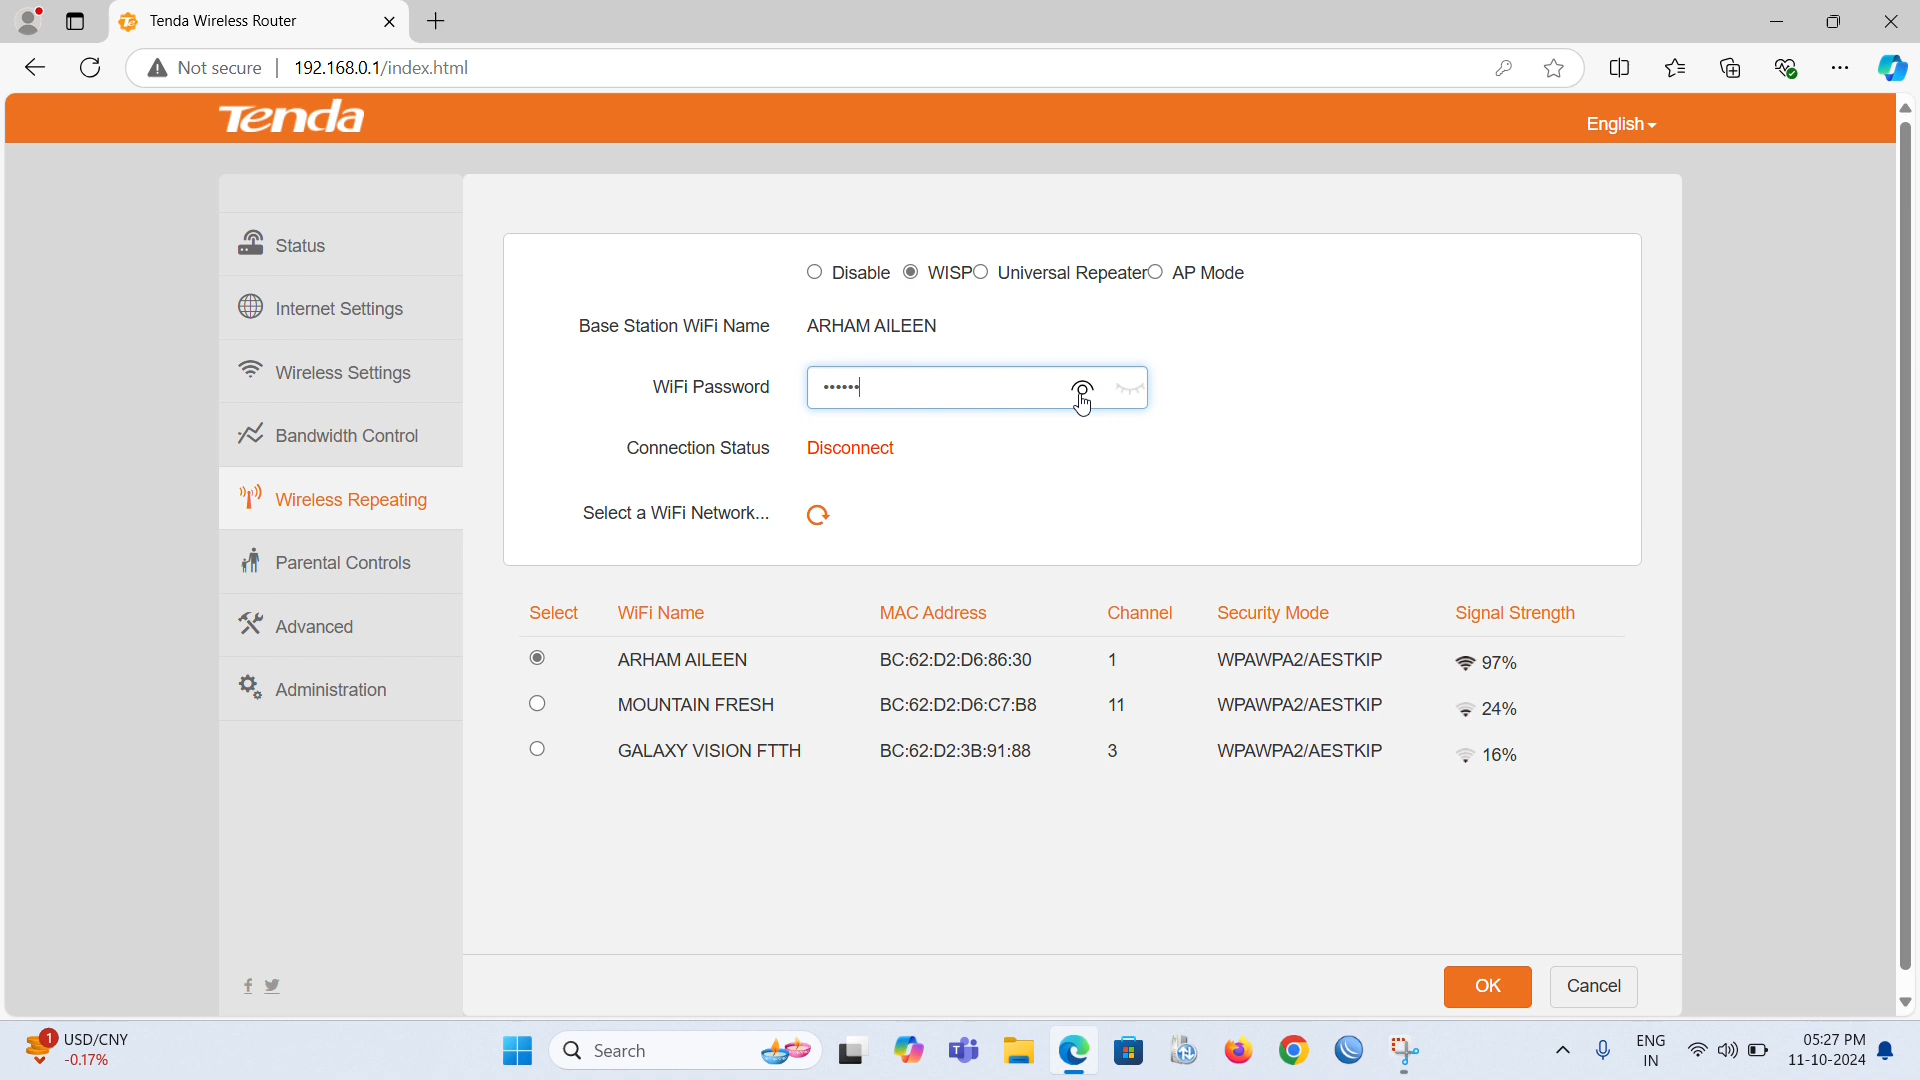 Tenda Wireless Router
Not secure
192.168.0.1/index.html
Tenda
English
Status
Internet Settings
Wireless Settings
Bandwidth Control
Wireless Repeating
Parental Controls
Advanced
Administration
Disable WISP Universal Repeater AP Mode
Base Station WiFi Name ARHAM AILEEN
WiFi Password ••••••
Connection Status Disconnect
Select a WiFi Network...
Select WiFi Name MAC Address Channel Security Mode Signal Strength
ARHAM AILEEN BC:62:D2:D6:86:30 1 WPAWPA2/AESTKIP 97%
MOUNTAIN FRESH BC:62:D2:D6:C7:B8 11 WPAWPA2/AESTKIP 24%
GALAXY VISION FTTH BC:62:D2:3B:91:88 3 WPAWPA2/AESTKIP 16%
OK Cancel
1 USD/CNY
-0.17%
Search
ENG
IN
05:27 PM
11-10-2024